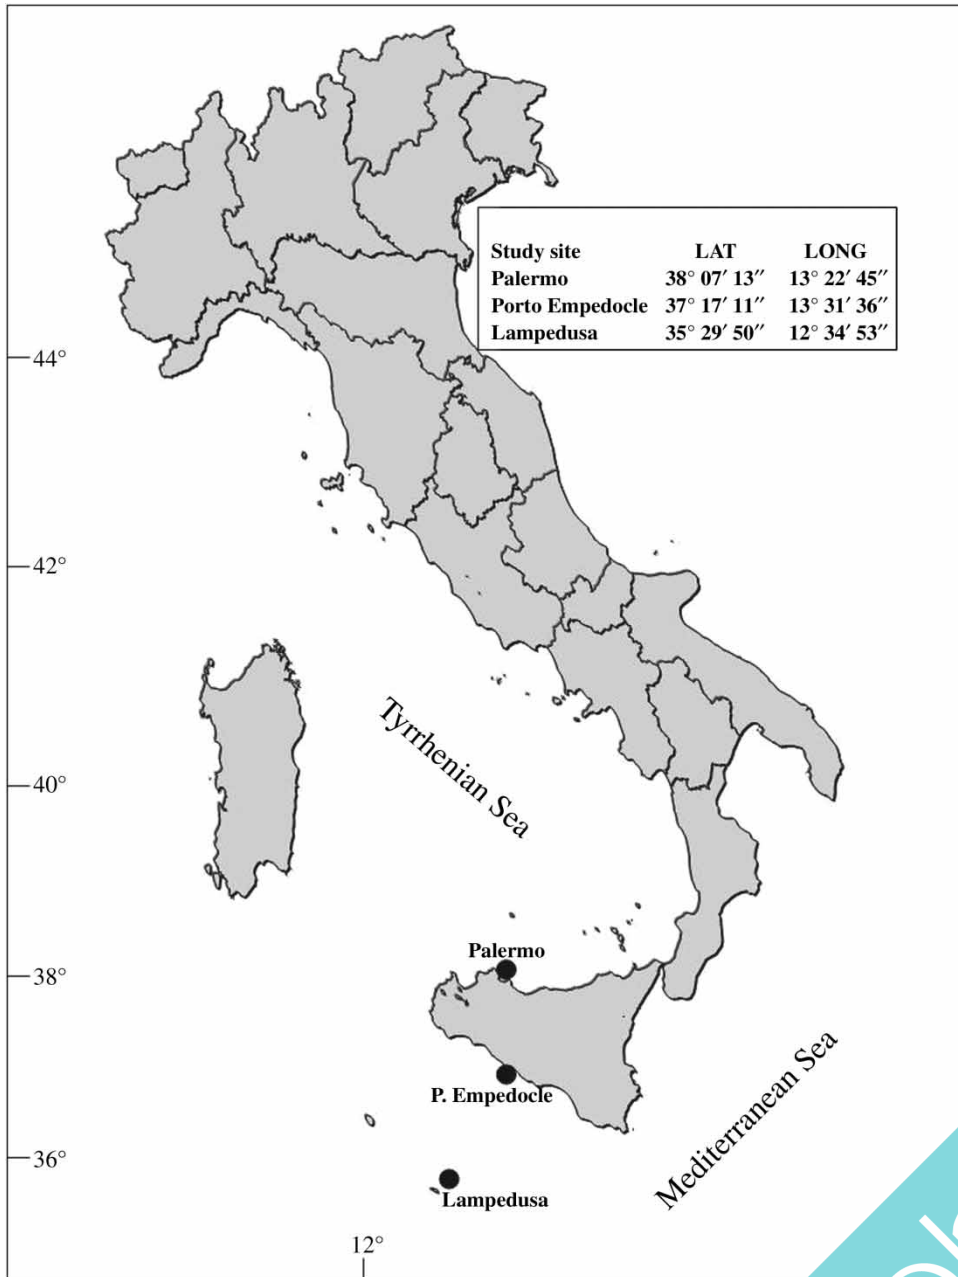 Study site LAT LONG
Palermo 38° 07′ 13″ 13° 22′ 45″
Porto Empedocle 37° 17′ 11″ 13° 31′ 36″
Lampedusa 35° 29′ 50″ 12° 34′ 53″
44°
42°
Tyrrhenian Sea
40°
Palermo
38°
P. Empedocle
Mediterranean Sea
36°
Lampedusa
12°